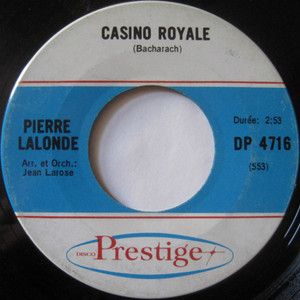 CASINO ROYALE
(Bacharach)
PIERRE
LALONDE
Arr. et Orch.:
Jean Larose
Durée: 2:53
DP 4716
(553)
DISCO Prestige